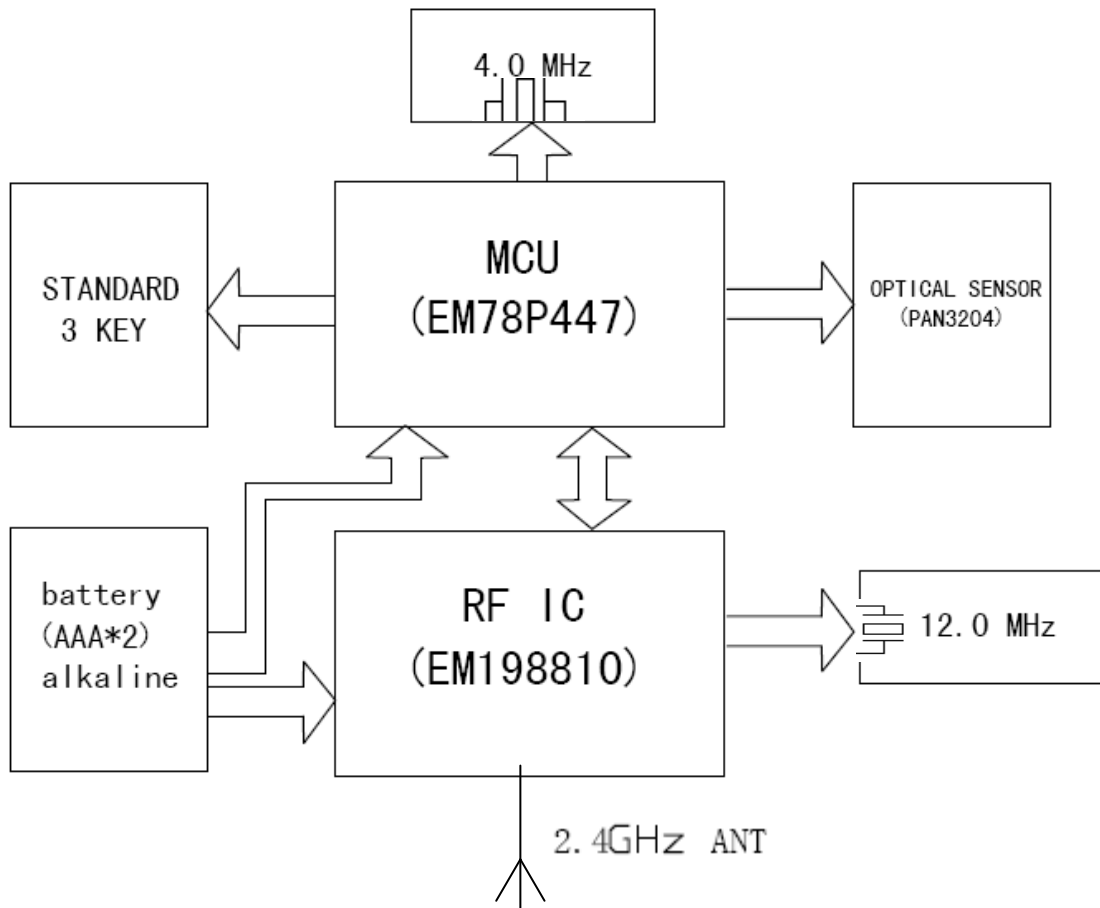 4.0 MHz
STANDARD
3 KEY
MCU
(EM78P447)
OPTICAL SENSOR
(PAN3204)
battery
(AAA*2)
alkaline
RF IC
(EM198810)
12.0 MHz
2.4GHz ANT